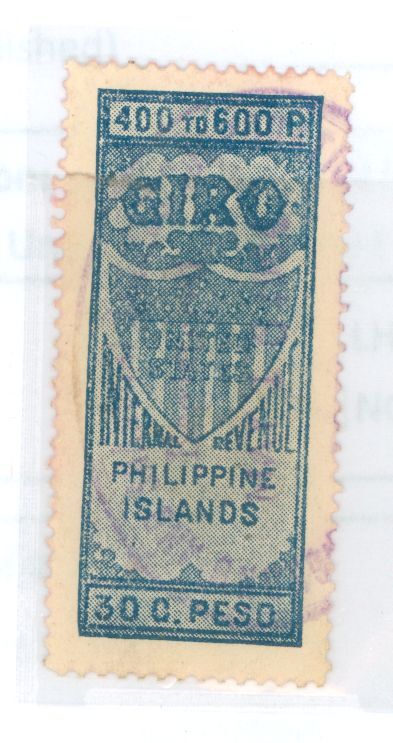 400 TO 600 P.
GIRO
UNITED
STATES
INTERNAL REVENUE
PHILIPPINE
ISLANDS
30 C. PESO